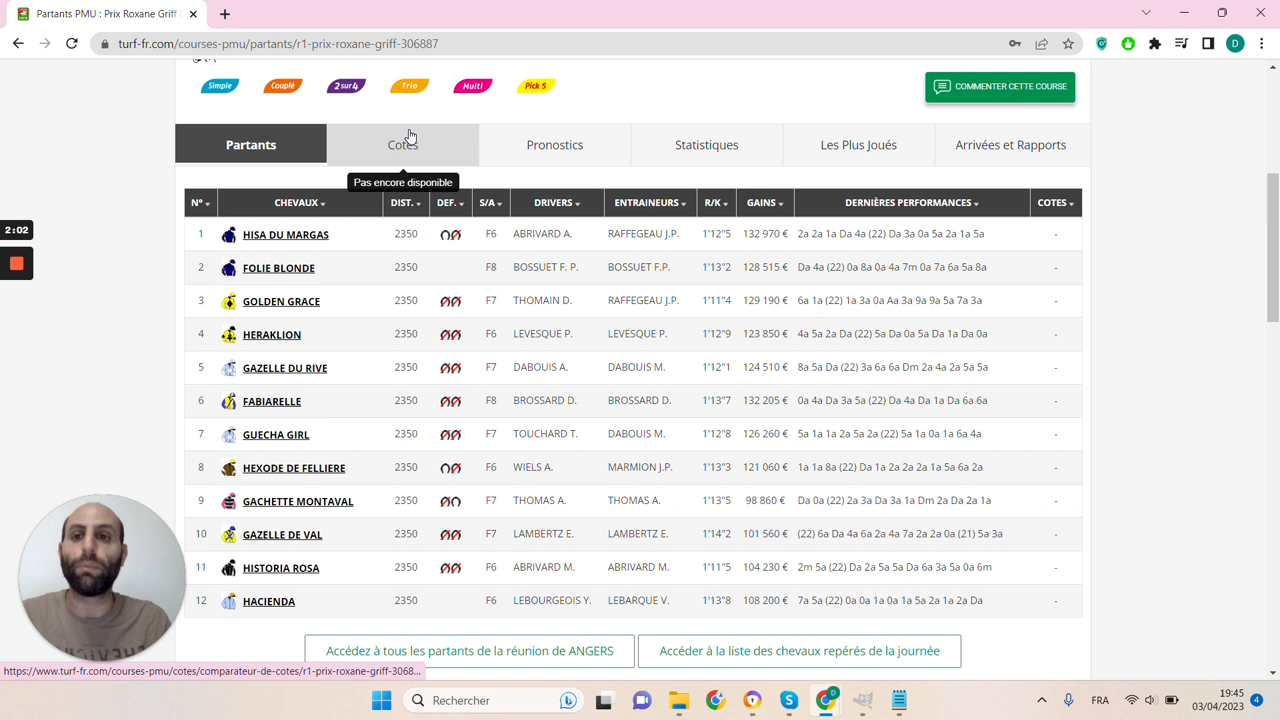 Partants PMU : Prix Roxane Griff
turf-fr.com/courses-pmu/partants/r1-prix-roxane-griff-306887
D
Simple Couplé 2 sur 4 Trio Multi Pick 5
COMMENTER CETTE COURSE
Partants Cotes Pronostics Statistiques Les Plus Joués Arrivées et Rapports
Pas encore disponible
N° CHEVAUX DIST. DEF. S/A DRIVERS ENTRAINEURS R/K GAINS DERNIÈRES PERFORMANCES COTES
2:02
1 HISA DU MARGAS 2350 F6 ABRIVARD A. RAFFEGEAU J.P. 1'12"5 132 970 € 2a 2a 1a Da 4a (22) Da 3a 0a 5a 2a 1a 5a -
2 FOLIE BLONDE 2350 F8 BOSSUET F. P. BOSSUET F.P. 1'13"2 128 515 € Da 4a (22) 0a 8a 0a 4a 7m 0a 7a 6a 5a 8a -
3 GOLDEN GRACE 2350 F7 THOMAIN D. RAFFEGEAU J.P. 1'11"4 129 190 € 6a 1a (22) 1a 3a 0a Aa 3a 9a 8a 5a 7a 3a -
4 HERAKLION 2350 F6 LEVESQUE P. LEVESQUE P. 1'12"9 123 850 € 4a 5a 2a Da (22) 5a Da 0a 5a Da 1a Da 0a -
5 GAZELLE DU RIVE 2350 F7 DABOUIS A. DABOUIS M. 1'12"1 124 510 € 8a 5a Da (22) 3a 6a 6a Dm 2a 4a 2a 5a 5a -
6 FABIARELLE 2350 F8 BROSSARD D. BROSSARD D. 1'13"7 132 205 € 0a 4a Da 3a 5a (22) Da 4a Da 1a Da 6a 6a -
7 GUECHA GIRL 2350 F7 TOUCHARD T. DABOUIS M. 1'12"8 126 260 € 5a 1a 1a 2a 5a 2a (22) 5a 1a 0a 1a 6a 4a -
8 HEXODE DE FELLIERE 2350 F6 WIELS A. MARMION J.P. 1'13"3 121 060 € 1a 1a 8a (22) Da 1a 2a 2a 2a 1a 5a 6a 2a -
9 GACHETTE MONTAVAL 2350 F7 THOMAS A. THOMAS A. 1'13"5 98 860 € Da 0a (22) 2a 3a Da 3a 1a Dm 2a Da 2a 1a -
10 GAZELLE DE VAL 2350 F7 LAMBERTZ E. LAMBERTZ E. 1'14"2 101 560 € (22) 6a Da 4a 6a 2a 4a 7a 2a 2a 0a (21) 5a 3a -
11 HISTORIA ROSA 2350 F6 ABRIVARD M. ABRIVARD M. 1'11"5 104 230 € 2m 5a (22) Da 2a 5a 5a Da 6a 3a 5a 0a 6m -
12 HACIENDA 2350 F6 LEBOURGEOIS Y. LEBARQUE V. 1'13"8 108 200 € 7a 5a (22) 0a 0a 1a 0a 1a 5a 2a 1a 2a Da -
Accédez à tous les partants de la réunion de ANGERS
Accéder à la liste des chevaux repérés de la journée
https://www.turf-fr.com/courses-pmu/cotes/comparateur-de-cotes/r1-prix-roxane-griff-3068...
Rechercher
FRA
19:45
03/04/2023
4